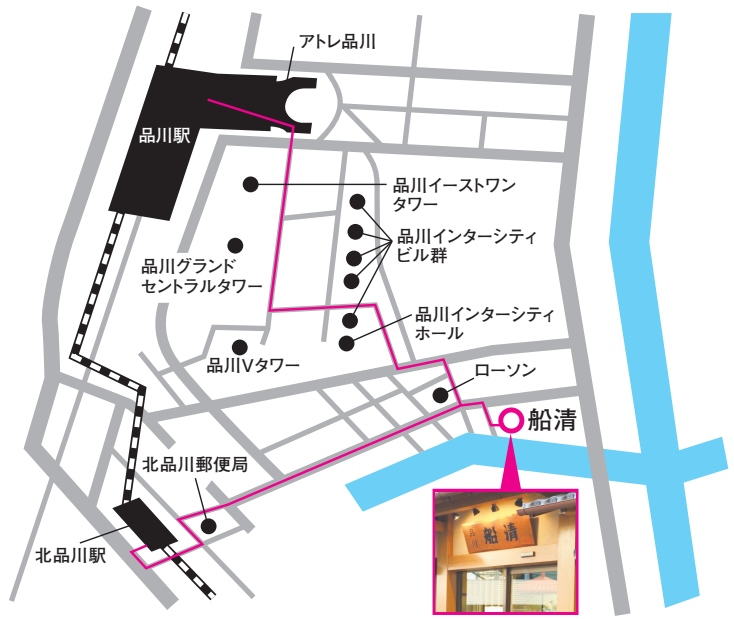 アトレ品川
品川駅
品川イーストワン
タワー
品川インターシティ
ビル群
品川グランド
セントラルタワー
品川インターシティ
ホール
品川Vタワー
ローソン
船清
北品川郵便局
北品川駅
品川
船清